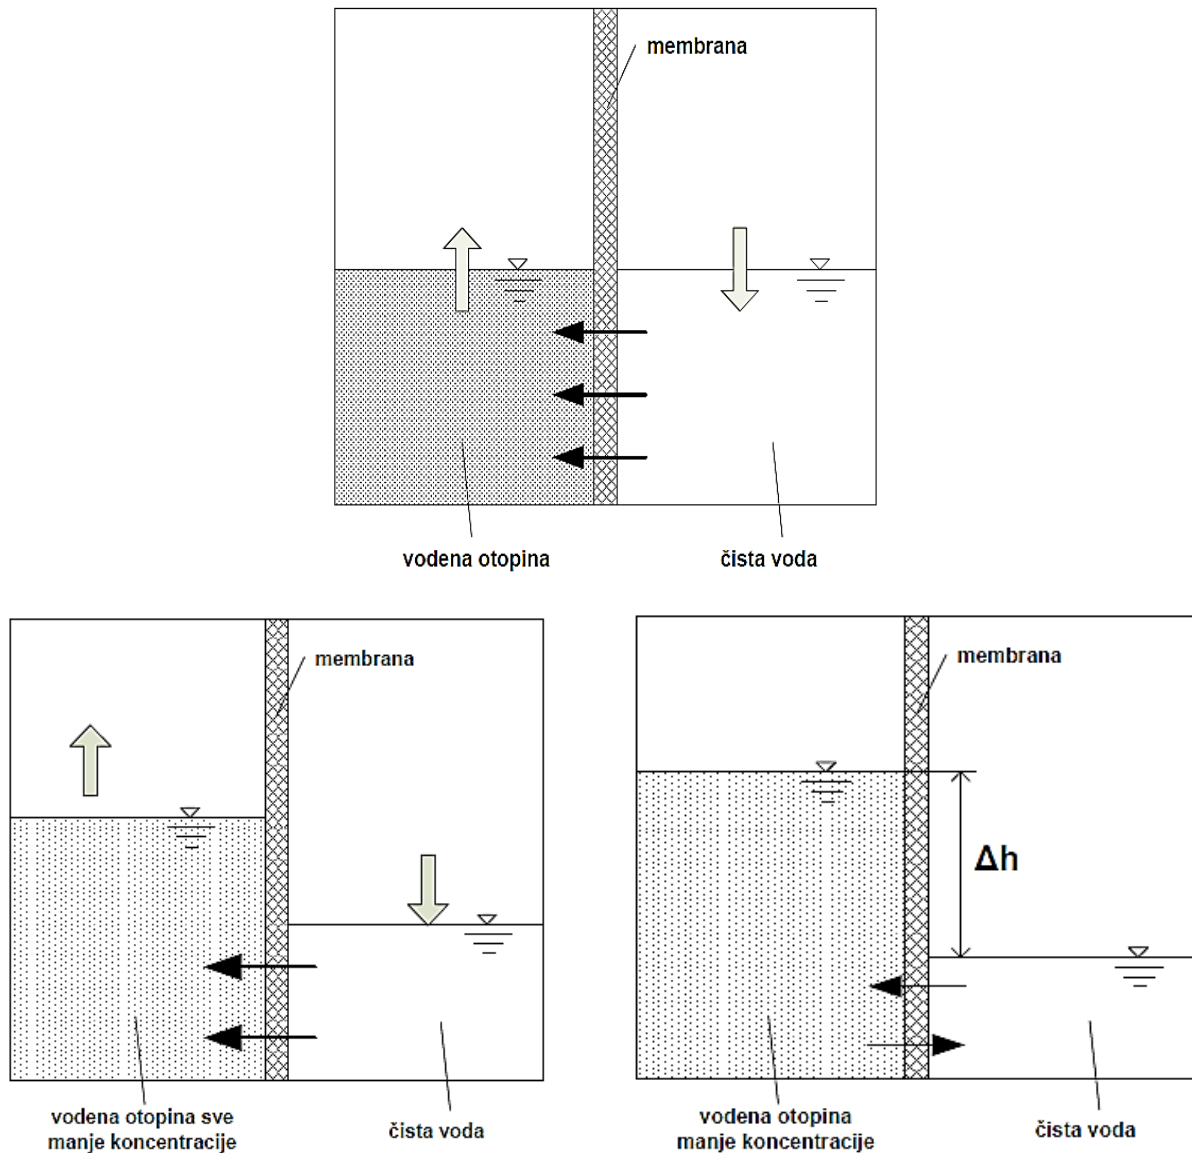 membrana
vodena otopina
čista voda
membrana
vodena otopina sve
manje koncentracije
čista voda
membrana
Δh
vodena otopina
manje koncentracije
čista voda